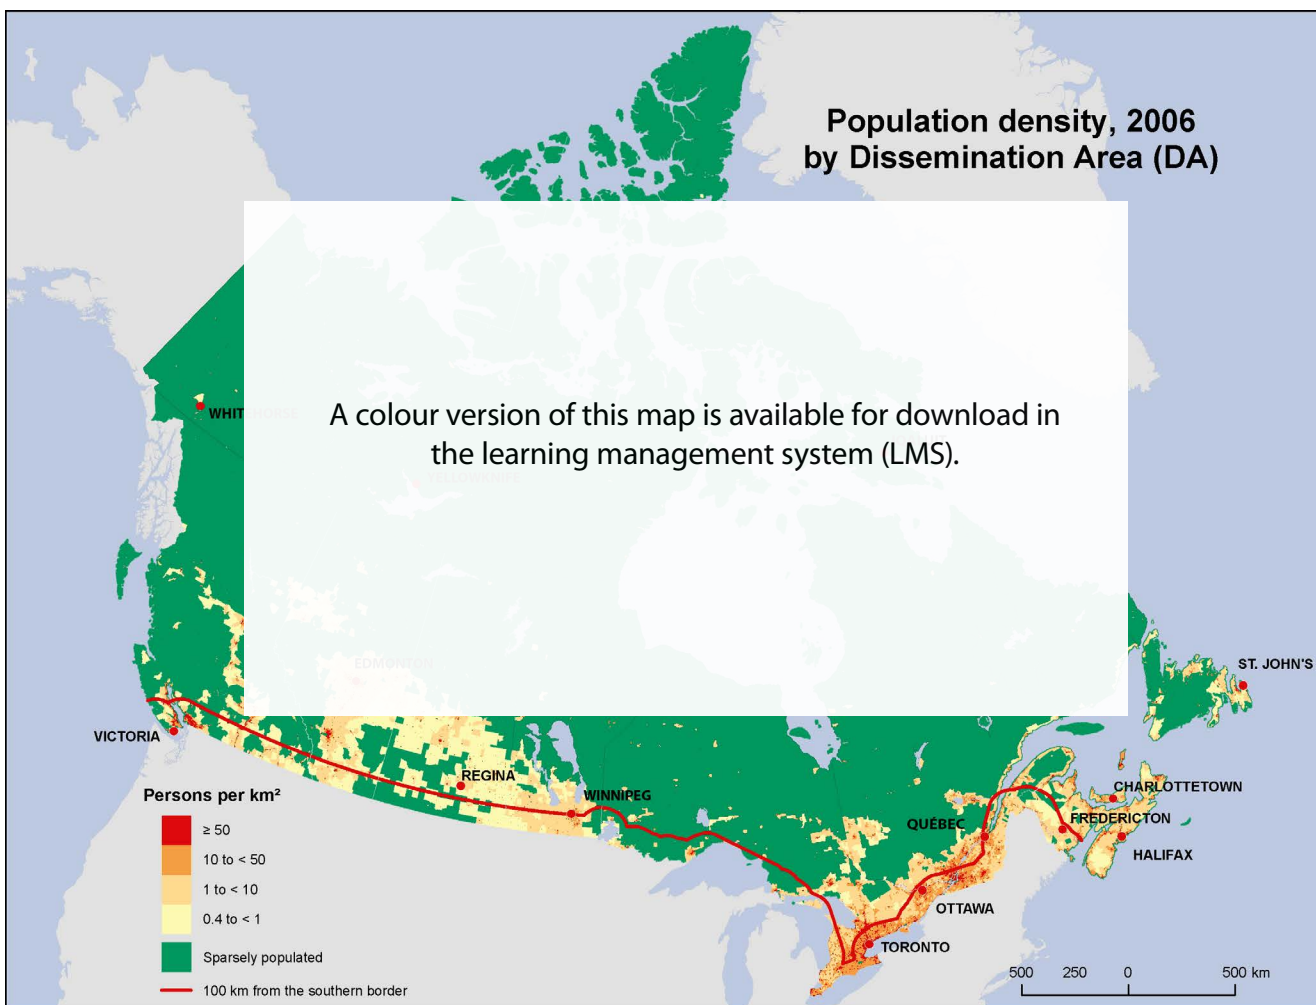 Population density, 2006
by Dissemination Area (DA)
WHITEHORSE
A colour version of this map is available for download in
the learning management system (LMS).
YELLOWKNIFE
EDMONTON
ST. JOHN'S
VICTORIA
REGINA
WINNIPEG
CHARLOTTETOWN
FREDERICTON
QUÉBEC
HALIFAX
OTTAWA
TORONTO
Persons per km²
≥ 50
10 to < 50
1 to < 10
0.4 to < 1
Sparsely populated
100 km from the southern border
500 250 0 500 km